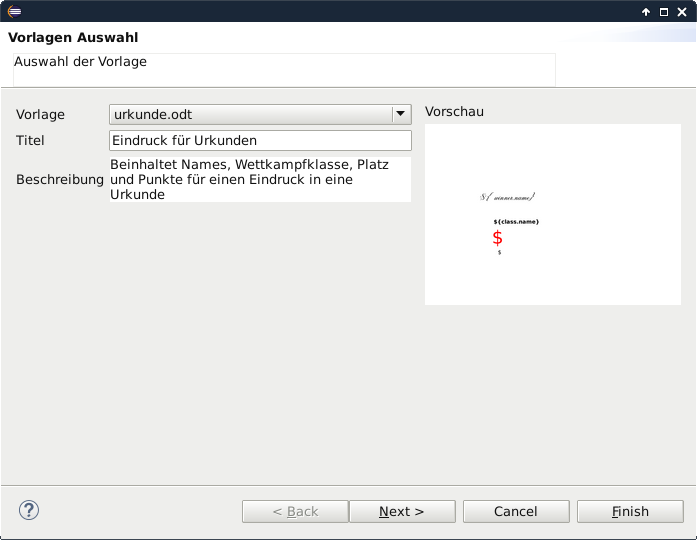 Vorlagen Auswahl
Auswahl der Vorlage
Vorlage
urkunde.odt
Titel
Eindruck für Urkunden
Beschreibung
Beinhaltet Names, Wettkampfklasse, Platz
und Punkte für einen Eindruck in eine
Urkunde
Vorschau
${ winner.name}
${class.name}
$
$
< Back
Next >
Cancel
Finish